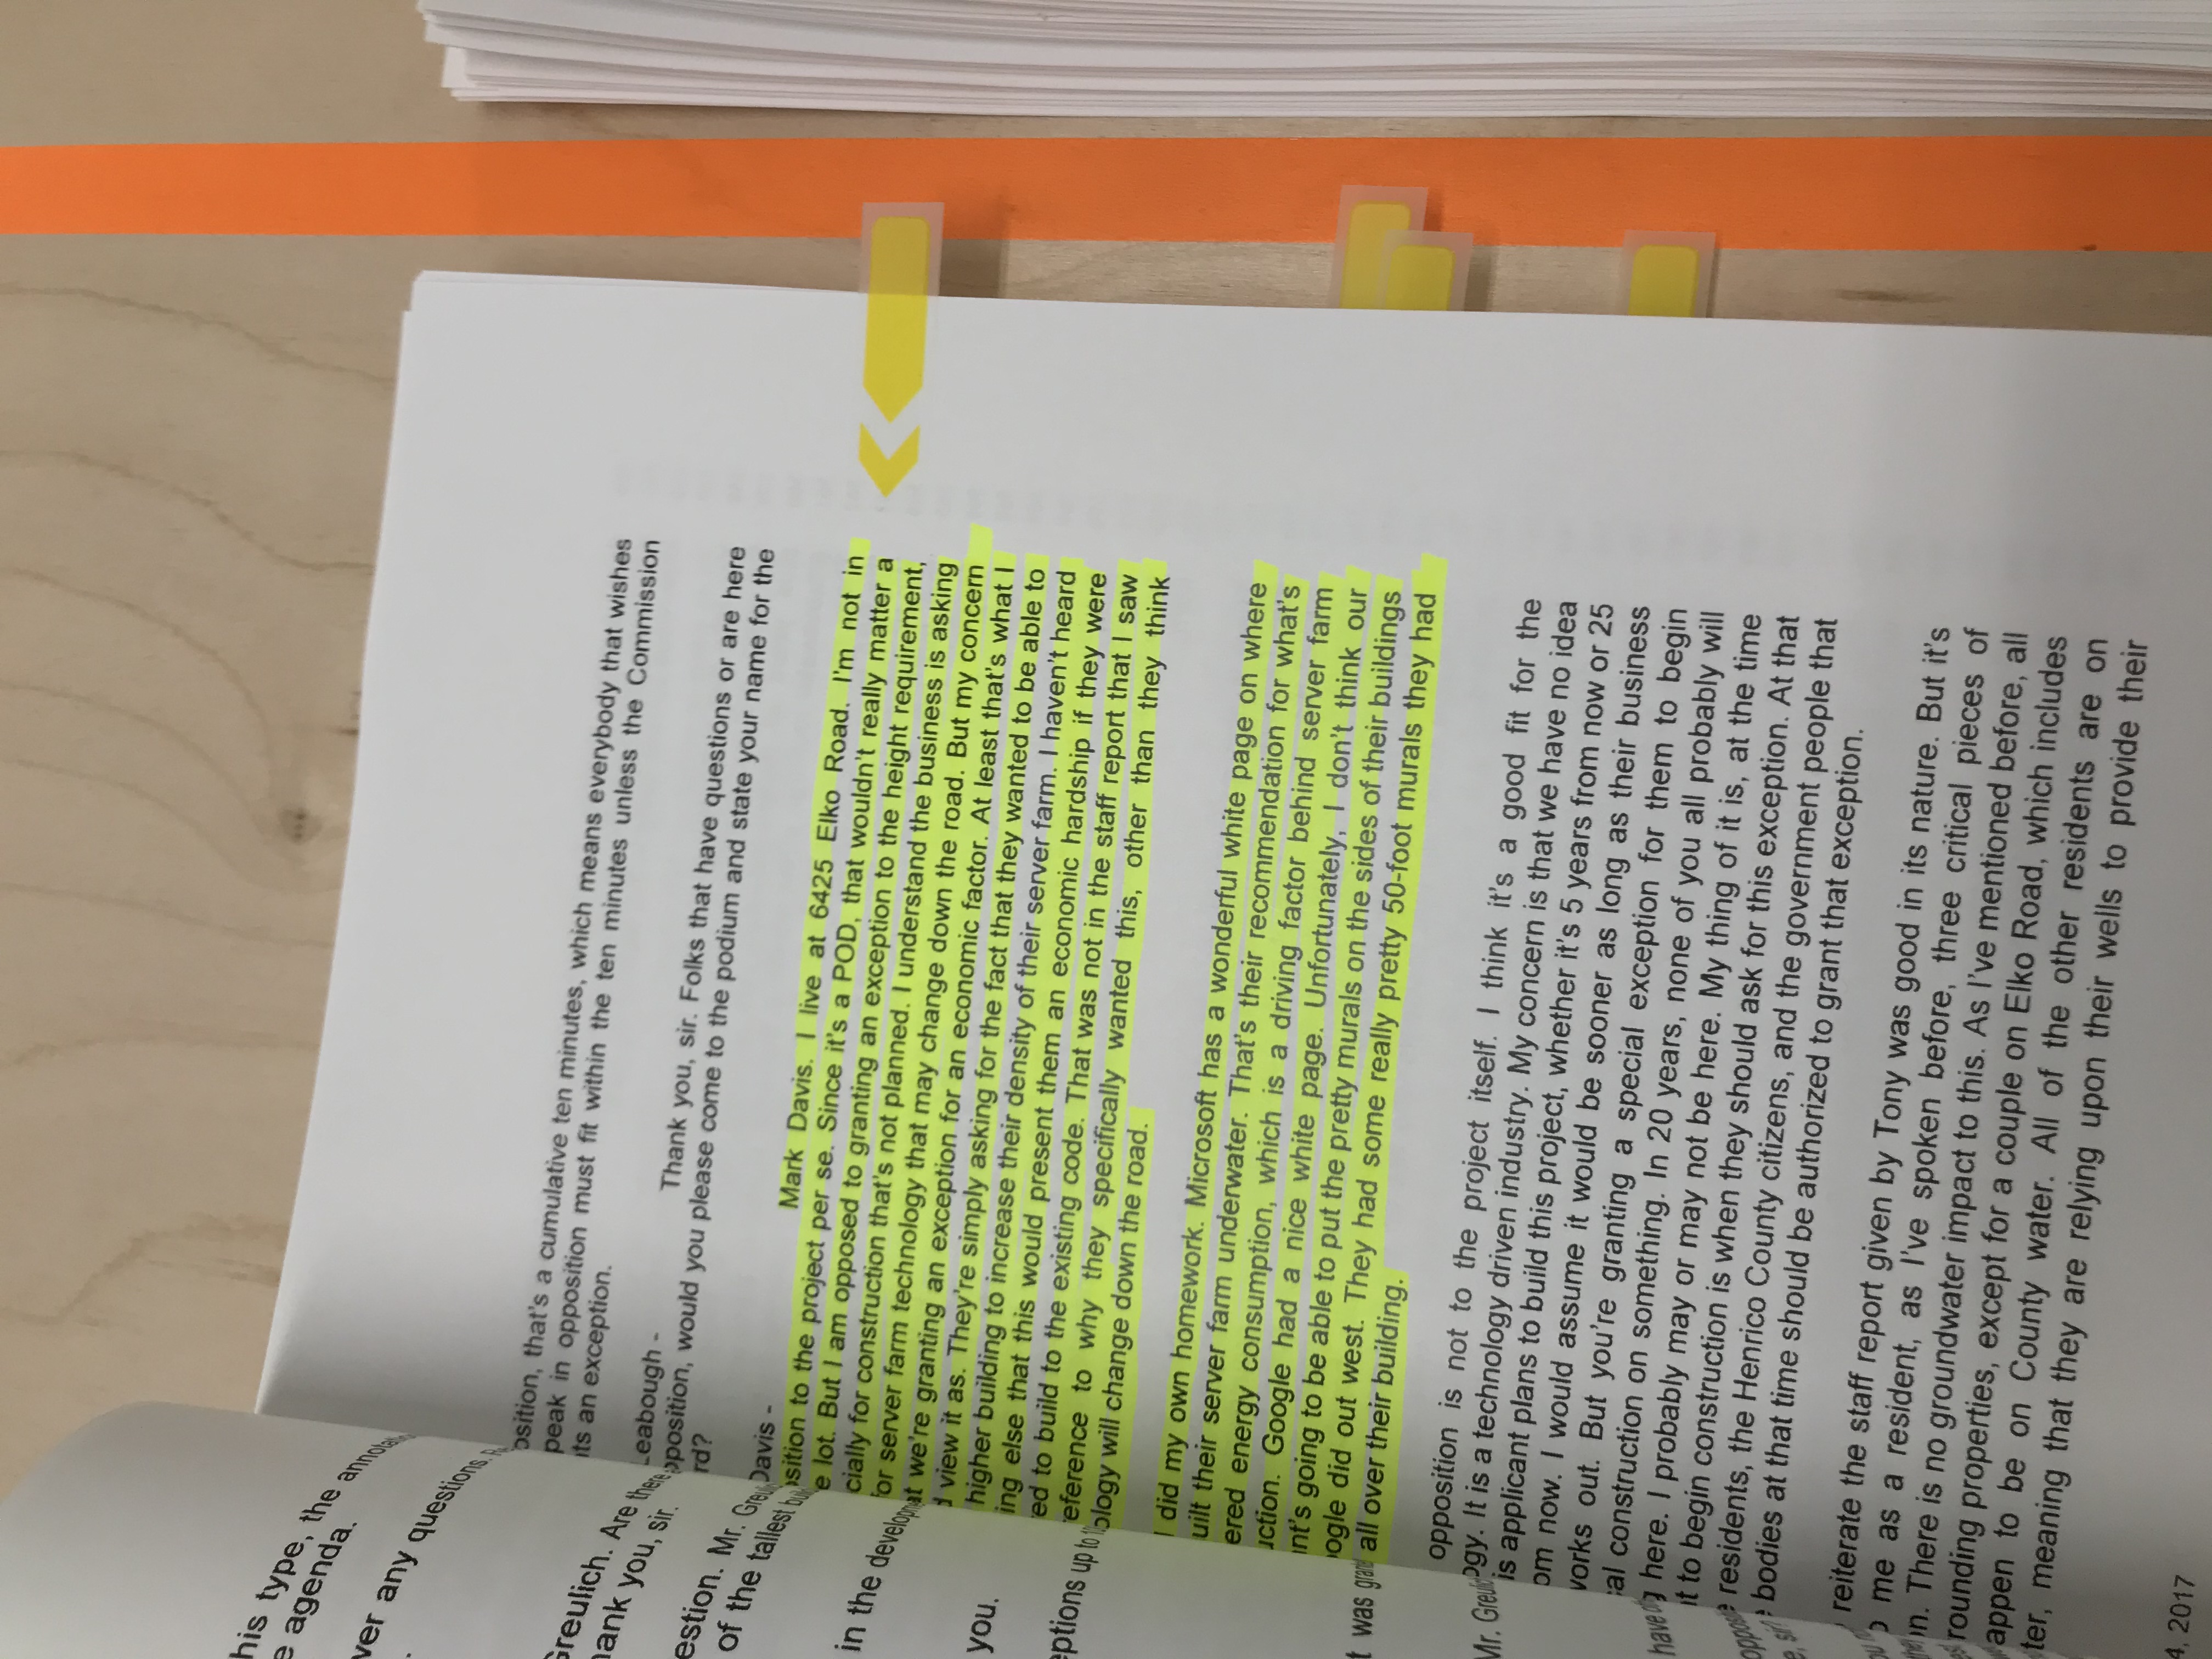 his type, the
e agenda.
ver any questions.
Greulich. Are there
hank you, sir.
estion. Mr.
of the tallest
in the
you.
eptions up to
t was
Mr.
have
osition, that's a cumulative ten minutes, which means everybody that wishes
peak in opposition must fit within the ten minutes unless the Commission
nts an exception.
Leabough - Thank you, sir. Folks that have questions or are here
opposition, would you please come to the podium and state your name for the
rd?
Davis - Mark Davis. I live at 6425 Elko Road. I'm not in
osition to the project per se. Since it's a POD, that wouldn't really matter a
e lot. But I am opposed to granting an exception to the height requirement,
cially for construction that's not planned. I understand the business is asking
for server farm technology that may change down the road. But my concern
at we're granting an exception for an economic factor. At least that's what I
d view it as. They're simply asking for the fact that they wanted to be able to
higher building to increase their density of their server farm. I haven't heard
ing else that this would present them an economic hardship if they were
ed to build to the existing code. That was not in the staff report that I saw
reference to why they specifically wanted this, other than they think
ology will change down the road.
I did my own homework. Microsoft has a wonderful white page on where
uilt their server farm underwater. That's their recommendation for what's
ered energy consumption, which is a driving factor behind server farm
uction. Google had a nice white page. Unfortunately, I don't think our
ant's going to be able to put the pretty murals on the sides of their buildings
oogle did out west. They had some really pretty 50-foot murals they had
all over their building.
opposition is not to the project itself. I think it's a good fit for the
ogy. It is a technology driven industry. My concern is that we have no idea
is applicant plans to build this project, whether it's 5 years from now or 25
om now. I would assume it would be sooner as long as their business
works out. But you're granting a special exception for them to begin
cal construction on something. In 20 years, none of you all probably will
g here. I probably may or may not be here. My thing of it is, at the time
nt to begin construction is when they should ask for this exception. At that
e residents, the Henrico County citizens, and the government people that
e bodies at that time should be authorized to grant that exception.
reiterate the staff report given by Tony was good in its nature. But it's
o me as a resident, as I've spoken before, three critical pieces of
on. There is no groundwater impact to this. As I've mentioned before, all
rounding properties, except for a couple on Elko Road, which includes
appen to be on County water. All of the other residents are on
ter, meaning that they are relying upon their wells to provide their
4, 2017